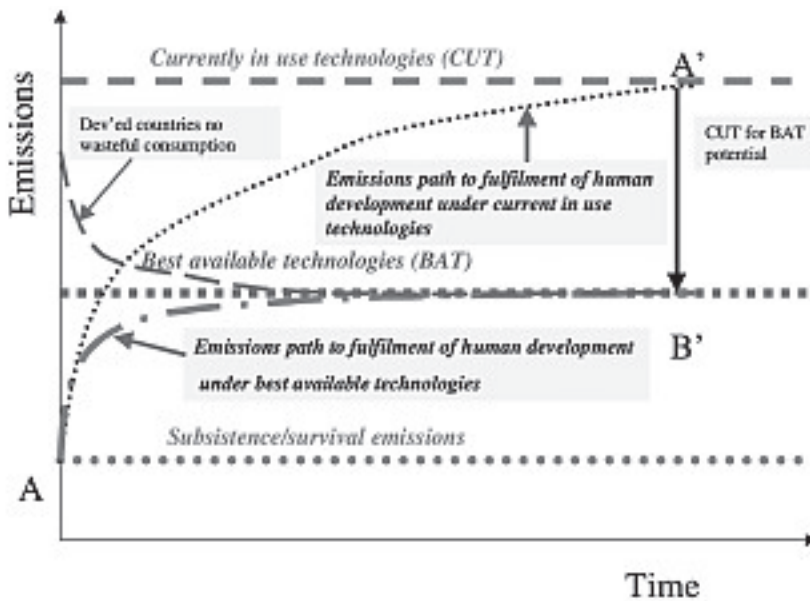 Currently in use technologies (CUT)
A’
Emissions
Dev'ed countries no
wasteful consumption
CUT for BAT
potential
Emissions path to fulfilment of human
development under current in use
technologies
Best available technologies (BAT)
B’
Emissions path to fulfilment of human development
under best available technologies
Subsistence/survival emissions
A
Time